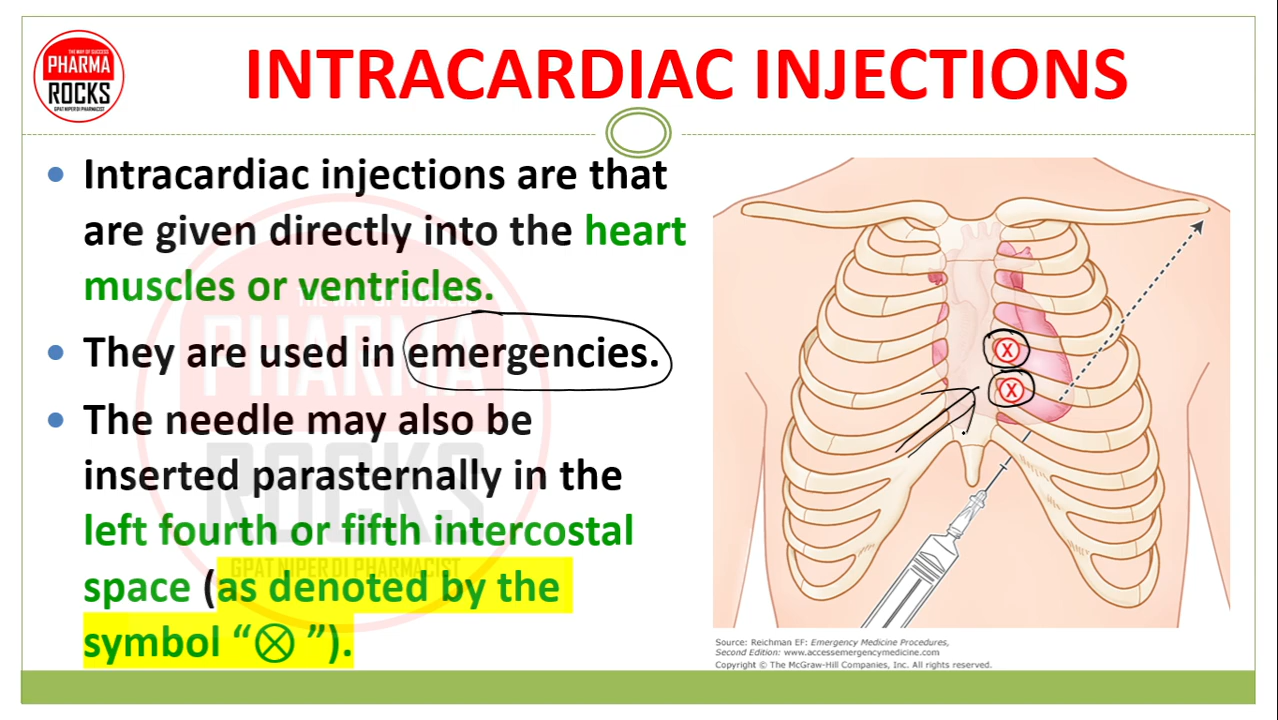 THE WAY OF SUCCESS
PHARMA
ROCKS
GPAT NIPER DI PHARMACIST
INTRACARDIAC INJECTIONS
• Intracardiac injections are that
are given directly into the heart
muscles or ventricles.
• They are used in emergencies.
• The needle may also be
inserted parasternally in the
left fourth or fifth intercostal
space (as denoted by the
symbol “⊗ ”).
THE WAY OF SUCCESS
PHARMA
ROCKS
GPAT NIPER DI PHARMACIST
X
X
Source: Reichman EF: Emergency Medicine Procedures,
Second Edition: www.accessemergencymedicine.com
Copyright © The McGraw-Hill Companies, Inc. All rights reserved.